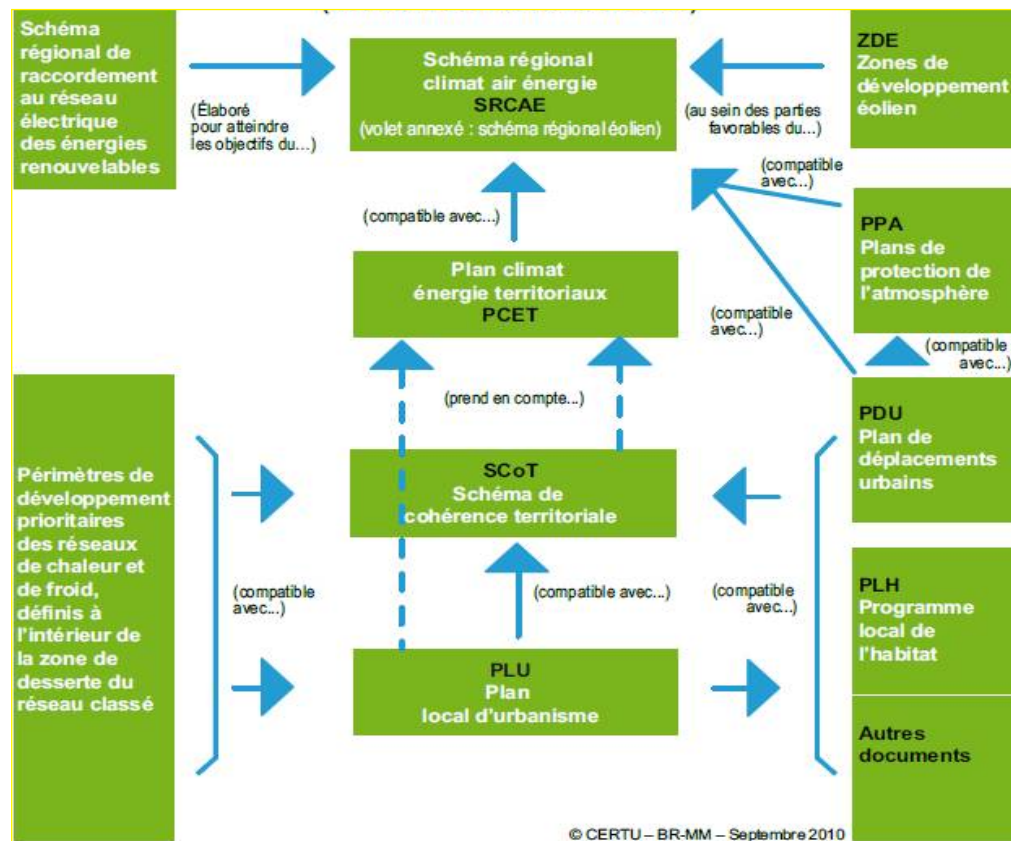 Schéma
régional de
raccordement
au réseau
électrique
des énergies
renouvelables
(Élaboré
pour atteindre
les objectifs du...)
Schéma régional
climat air énergie
SRCAE
(volet annexé : schéma régional éolien)
(au sein des parties
favorables du...)
ZDE
Zones de
développement
éolien
(compatible
avec...)
(compatible avec...)
PPA
Plans de
protection de
l'atmosphère
Plan climat
énergie territoriaux
PCET
(compatible
avec...)
(compatible
avec...)
(prend en compte...)
PDU
Plan de
déplacements
urbains
Périmètres de
développement
prioritaires
des réseaux
de chaleur et
de froid,
définis à
l'intérieur de
la zone de
desserte du
réseau classé
SCoT
Schéma de
cohérence territoriale
(compatible
avec...)
(compatible avec...)
(compatible
avec...)
PLH
Programme
local de
l'habitat
PLU
Plan
local d'urbanisme
Autres
documents
© CERTU – BR-MM – Septembre 2010